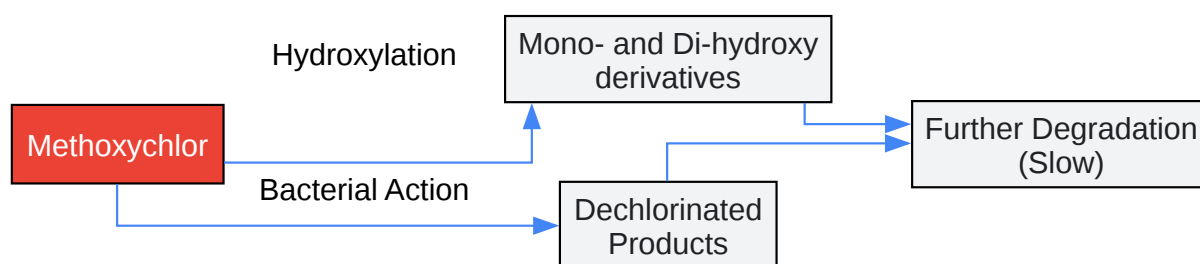 Hydroxylation
Mono- and Di-hydroxy
derivatives
Methoxychlor
Further Degradation
(Slow)
Bacterial Action
Dechlorinated
Products